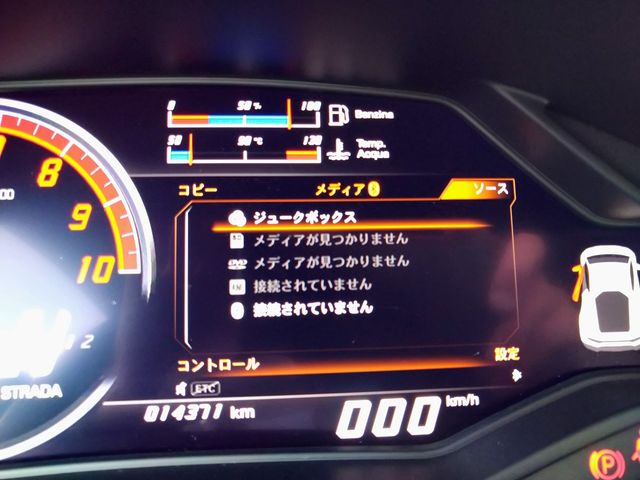 0 50 % 100 Benzina
50 90 °C 130 Temp. Acqua
8
9
10
コピー メディア ソース
ジュークボックス
メディアが見つかりません
DVD メディアが見つかりません
接続されていません
接続されていません
コントロール 設定
STRADA
ETC
014371 km 000 km/h
P